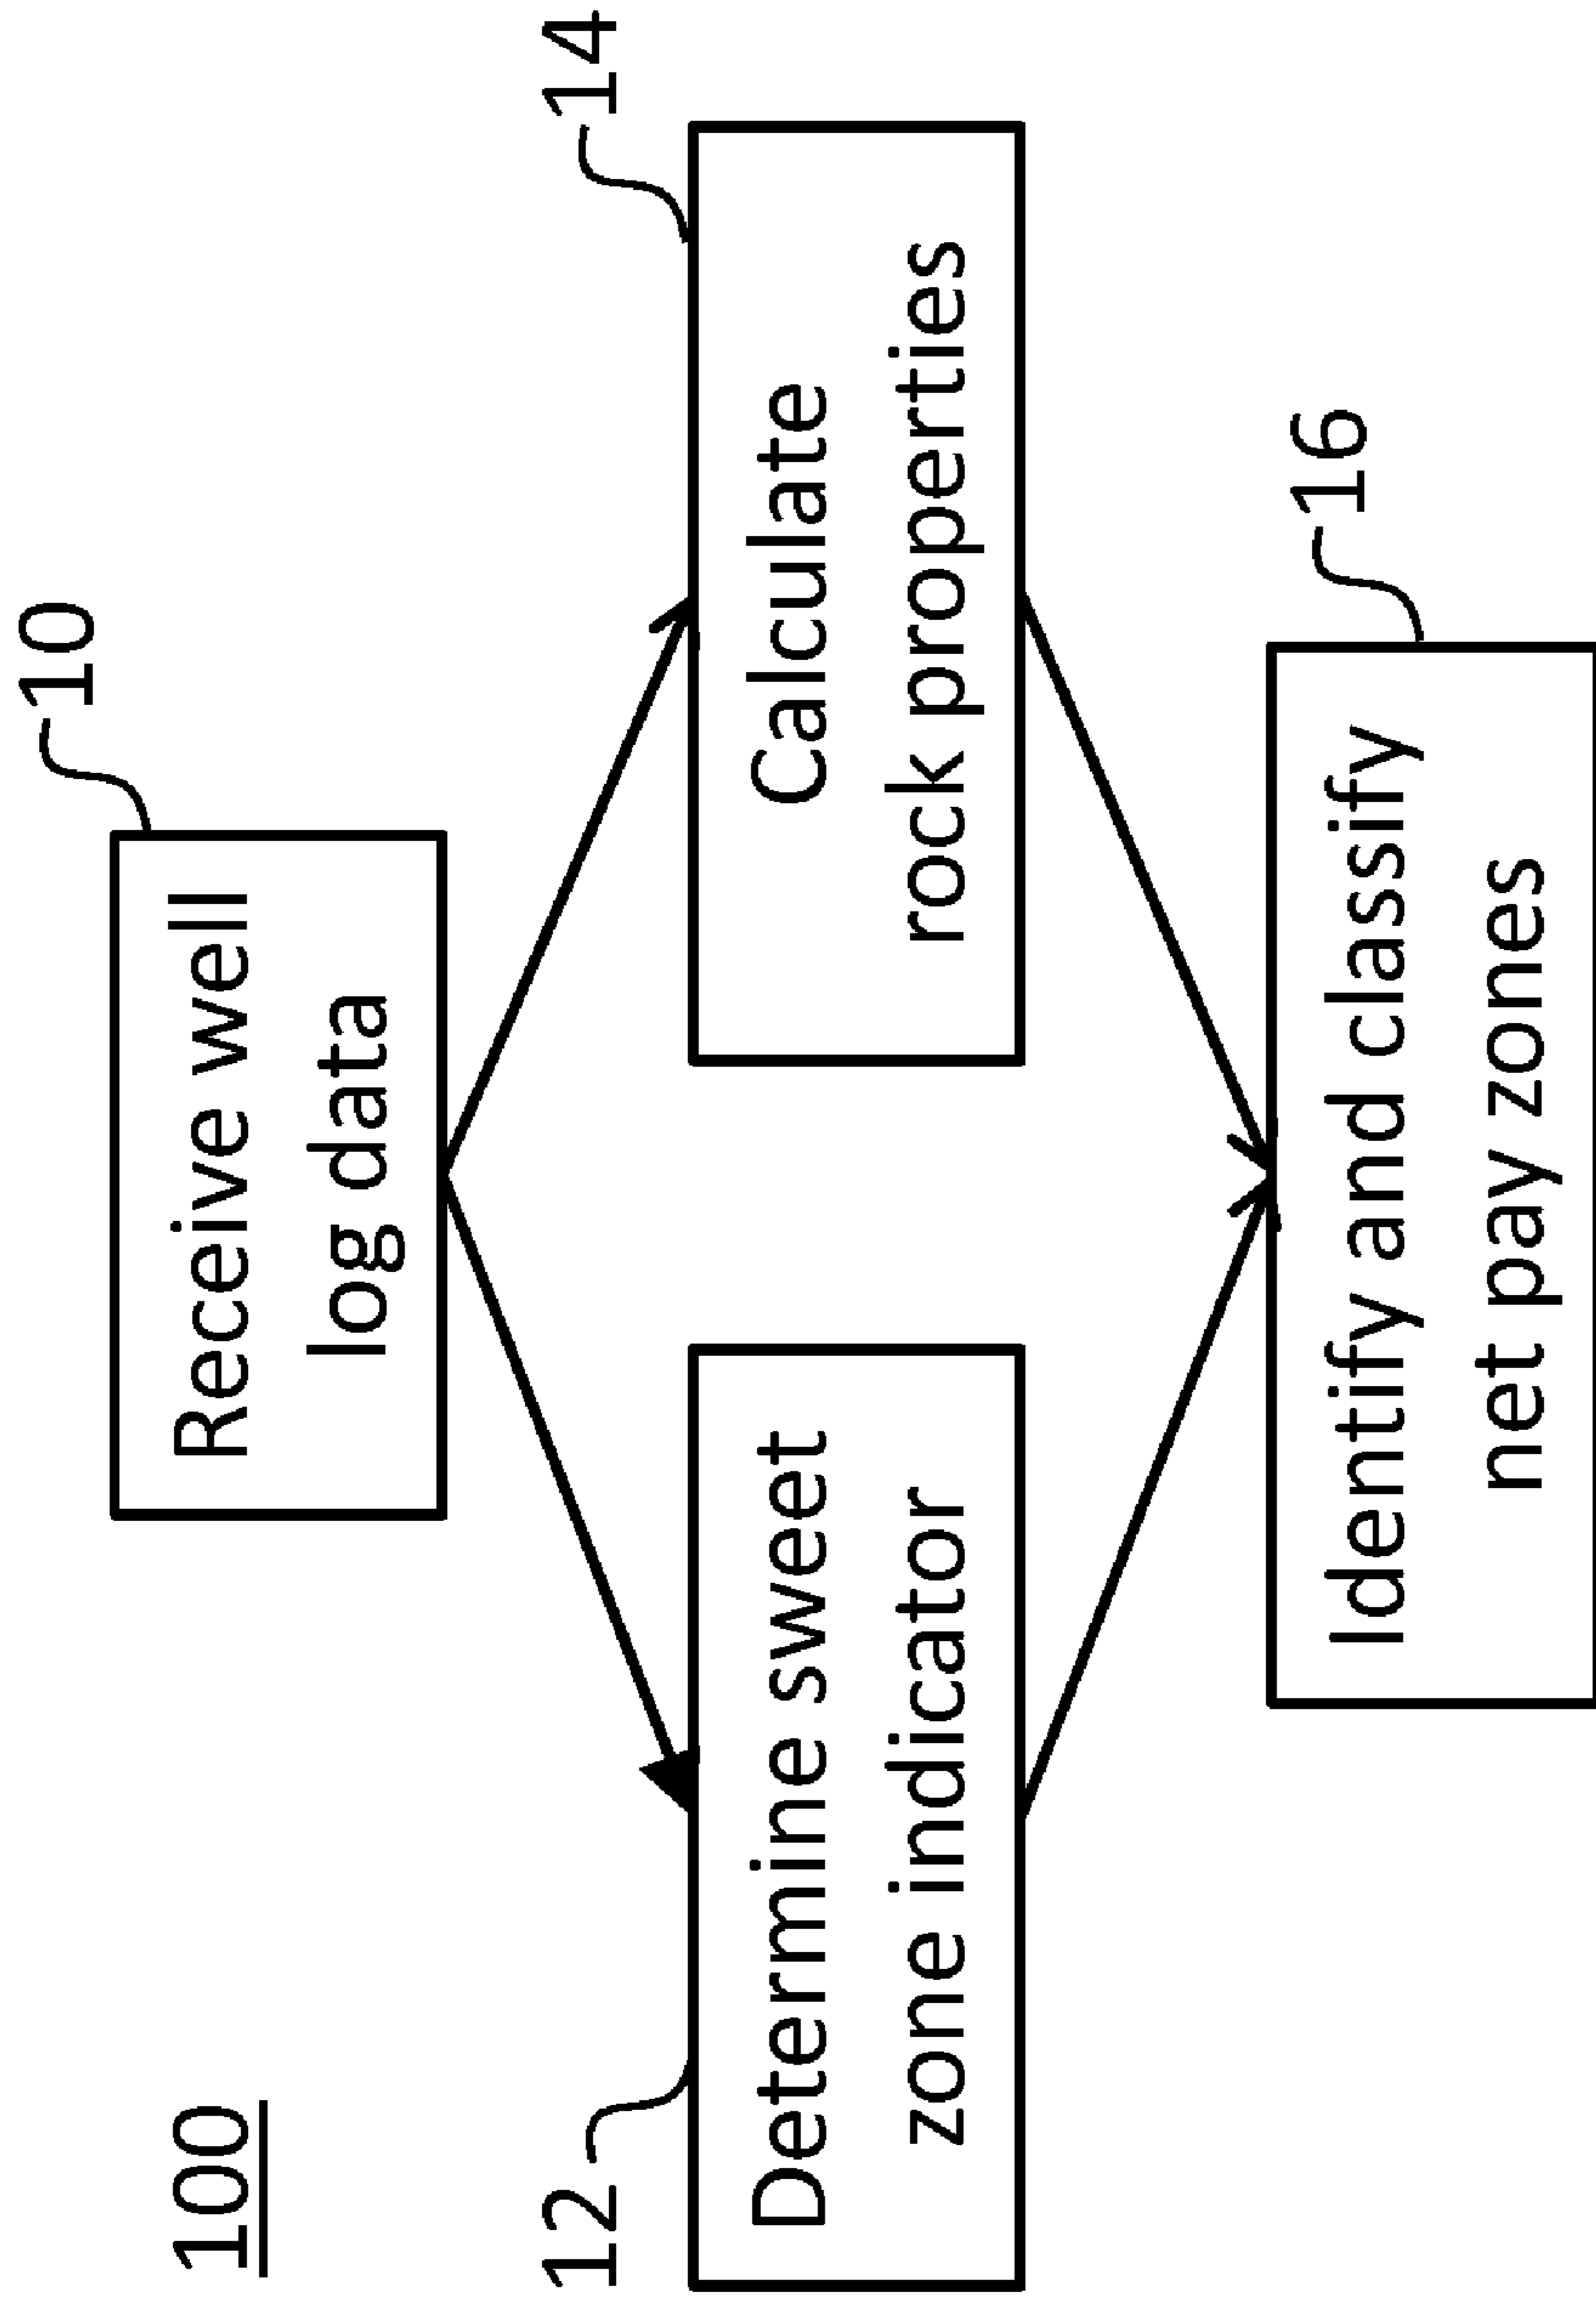 100
10
Receive well
log data
12
Determine sweet
zone indicator
14
Calculate
rock properties
16
Identify and classify
net pay zones